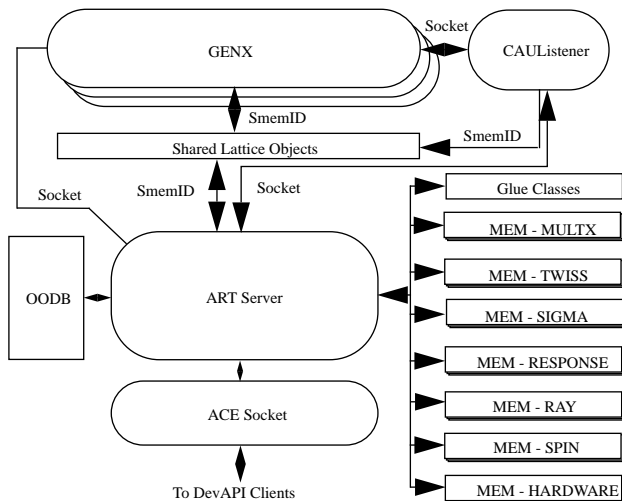 Socket
GENX
CAUListener
SmemID
SmemID
Shared Lattice Objects
Socket
SmemID
Socket
Glue Classes
MEM - MULTX
OODB
MEM - TWISS
ART Server
MEM - SIGMA
MEM - RESPONSE
ACE Socket
MEM - RAY
MEM - SPIN
To DevAPI Clients
MEM - HARDWARE